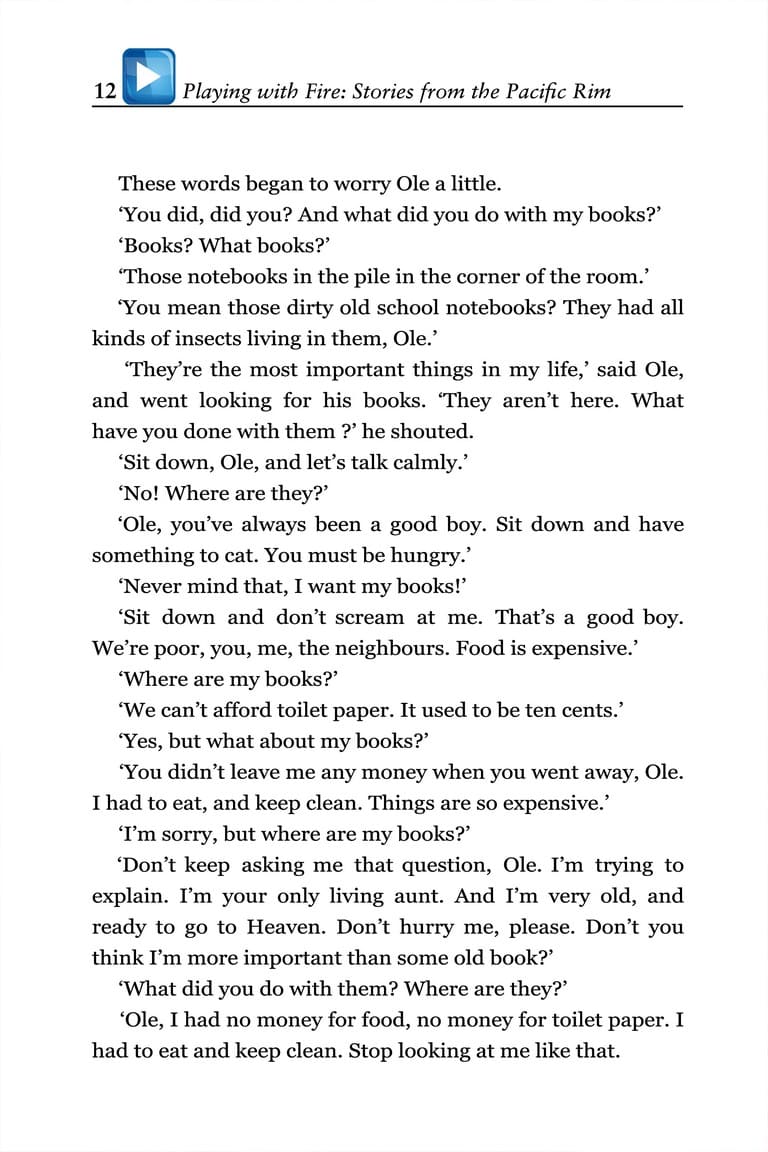 12 Playing with Fire: Stories from the Pacific Rim
These words began to worry Ole a little.
‘You did, did you? And what did you do with my books?’
‘Books? What books?’
‘Those notebooks in the pile in the corner of the room.’
‘You mean those dirty old school notebooks? They had all
kinds of insects living in them, Ole.’
‘They’re the most important things in my life,’ said Ole,
and went looking for his books. ‘They aren’t here. What
have you done with them ?’ he shouted.
‘Sit down, Ole, and let’s talk calmly.’
‘No! Where are they?’
‘Ole, you’ve always been a good boy. Sit down and have
something to cat. You must be hungry.’
‘Never mind that, I want my books!’
‘Sit down and don’t scream at me. That’s a good boy.
We’re poor, you, me, the neighbours. Food is expensive.’
‘Where are my books?’
‘We can’t afford toilet paper. It used to be ten cents.’
‘Yes, but what about my books?’
‘You didn’t leave me any money when you went away, Ole.
I had to eat, and keep clean. Things are so expensive.’
‘I’m sorry, but where are my books?’
‘Don’t keep asking me that question, Ole. I’m trying to
explain. I’m your only living aunt. And I’m very old, and
ready to go to Heaven. Don’t hurry me, please. Don’t you
think I’m more important than some old book?’
‘What did you do with them? Where are they?’
‘Ole, I had no money for food, no money for toilet paper. I
had to eat and keep clean. Stop looking at me like that.